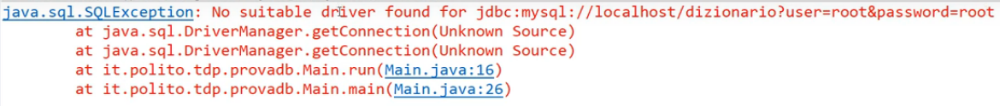 java.sql.SQLException: No suitable driver found for jdbc:mysql://localhost/dizionario?user=root&password=root
at java.sql.DriverManager.getConnection(Unknown Source)
at java.sql.DriverManager.getConnection(Unknown Source)
at it.polito.tdp.provadb.Main.run(Main.java:16)
at it.polito.tdp.provadb.Main.main(Main.java:26)